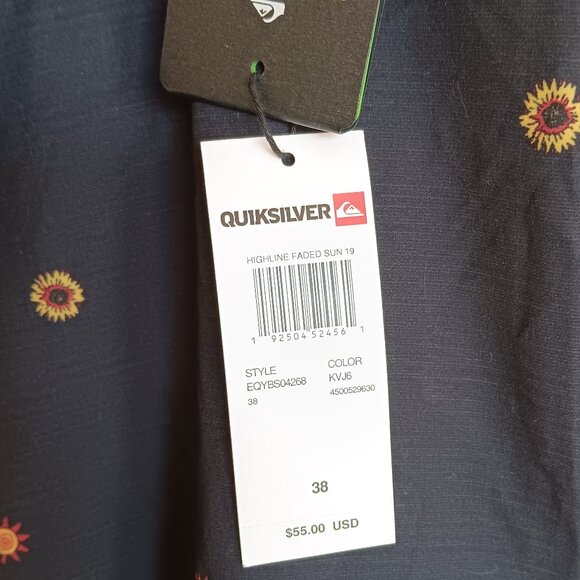 QUIKSILVER
HIGHLINE FADED SUN 19
1 92504 52456 1
STYLE COLOR
EQYBS04268 KVJ6
38 4500529630
38
$55.00 USD